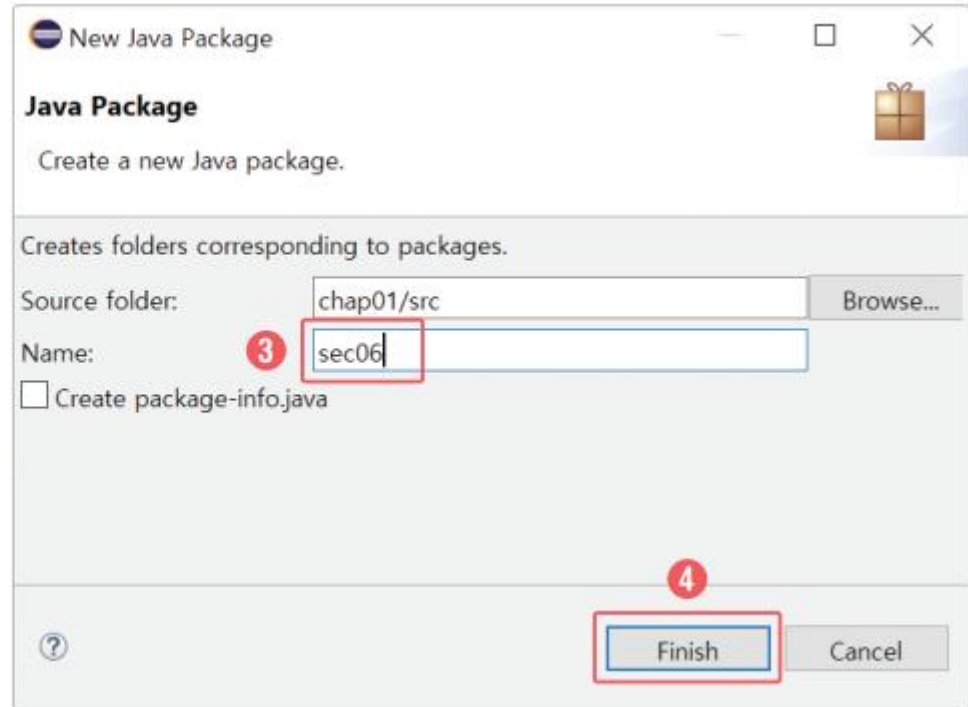 New Java Package
Java Package
Create a new Java package.
Creates folders corresponding to packages.
Source folder: chap01/src Browse...
Name: 3 sec06
Create package-info.java
4
? Finish Cancel